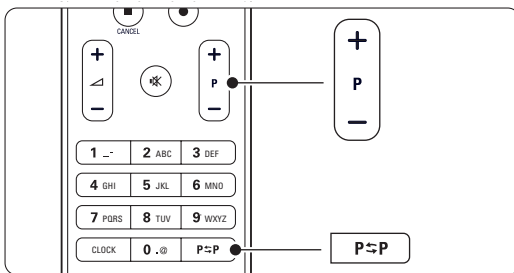 CANCEL
+ +
P
− −
1 _- 2 ABC 3 DEF
4 GHI 5 JKL 6 MNO
7 PQRS 8 TUV 9 WXYZ
CLOCK 0 .@ P⇆P
+
P
−
P⇆P